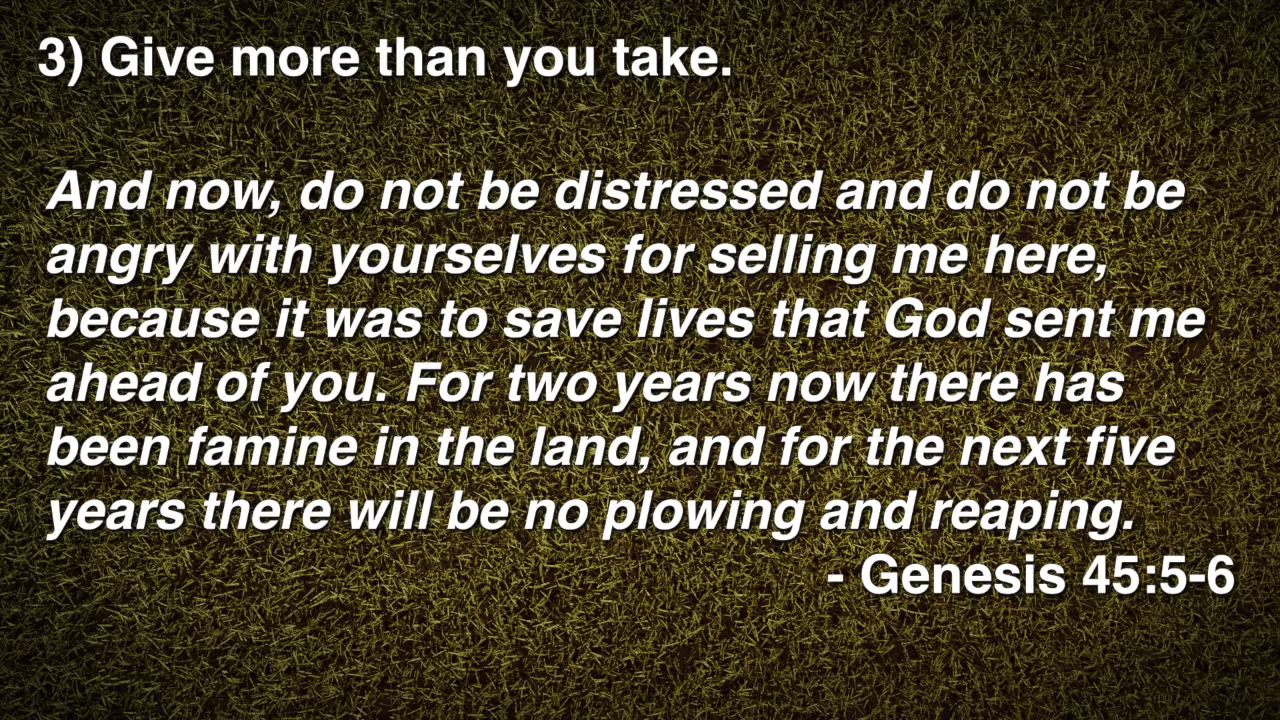 3) Give more than you take.
And now, do not be distressed and do not be
angry with yourselves for selling me here,
because it was to save lives that God sent me
ahead of you. For two years now there has
been famine in the land, and for the next five
years there will be no plowing and reaping.
- Genesis 45:5-6